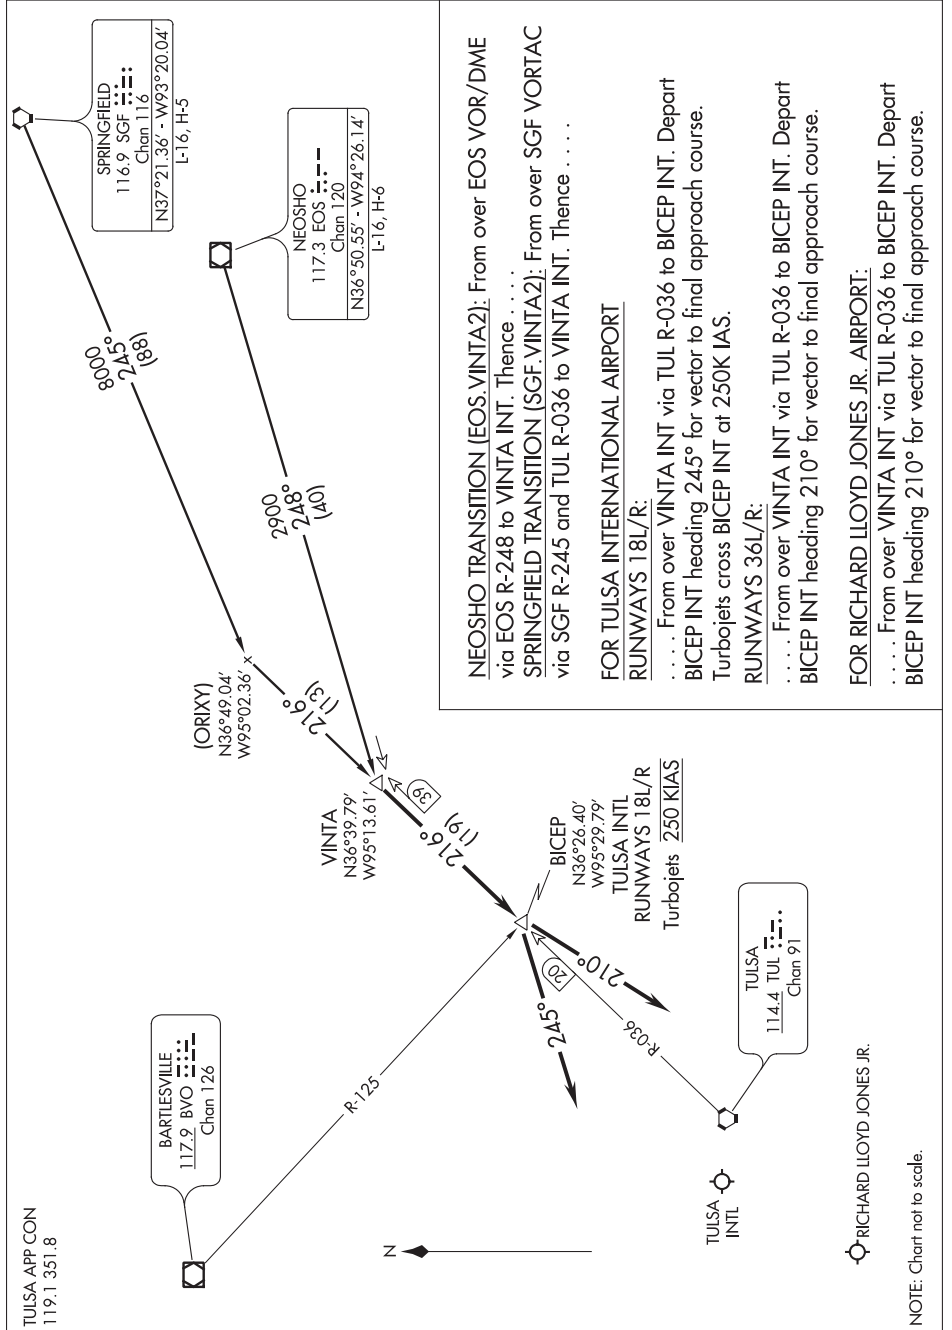 TULSA APP CON
119.1 351.8
BARTLESVILLE
117.9 BVO
Chan 126
SPRINGFIELD
116.9 SGF
Chan 116
N37°21.36' - W93°20.04'
L-16, H-5
NEOSHO
117.3 EOS
Chan 120
N36°50.55' - W94°26.14'
L-16, H-6
8000
245°
(88)
2900
248°
(40)
(ORIXY)
N36°49.04'
W95°02.36'
216°
(13)
VINTA
N36°39.79'
W95°13.61'
39
216°
(19)
BICEP
N36°26.40'
W95°29.79'
TULSA INTL
RUNWAYS 18L/R
Turbojets 250 KIAS
R-125
245°
20
210°
R-036
TULSA
114.4 TUL
Chan 91
N
TULSA
INTL
RICHARD LLOYD JONES JR.
NOTE: Chart not to scale.
NEOSHO TRANSITION (EOS.VINTA2): From over EOS VOR/DME
via EOS R-248 to VINTA INT. Thence . . . .
SPRINGFIELD TRANSITION (SGF.VINTA2): From over SGF VORTAC
via SGF R-245 and TUL R-036 to VINTA INT. Thence . . . .
FOR TULSA INTERNATIONAL AIRPORT
RUNWAYS 18L/R:
. . . . From over VINTA INT via TUL R-036 to BICEP INT. Depart
BICEP INT heading 245° for vector to final approach course.
Turbojets cross BICEP INT at 250K IAS.
RUNWAYS 36L/R:
. . . . From over VINTA INT via TUL R-036 to BICEP INT. Depart
BICEP INT heading 210° for vector to final approach course.
FOR RICHARD LLOYD JONES JR. AIRPORT:
. . . . From over VINTA INT via TUL R-036 to BICEP INT. Depart
BICEP INT heading 210° for vector to final approach course.